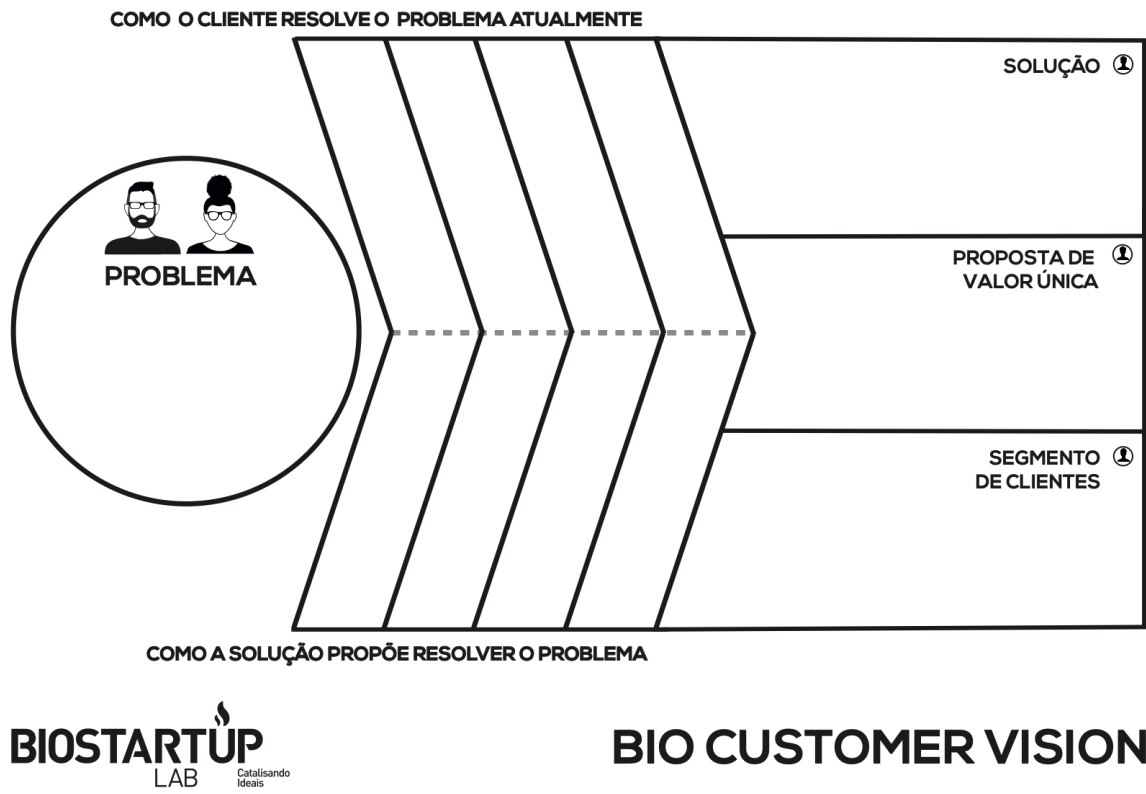 COMO O CLIENTE RESOLVE O PROBLEMA ATUALMENTE
SOLUÇÃO
PROBLEMA
PROPOSTA DE
VALOR ÚNICA
SEGMENTO
DE CLIENTES
COMO A SOLUÇÃO PROPÕE RESOLVER O PROBLEMA
BIOSTARTUP
LAB
Catalisando
Ideais
BIO CUSTOMER VISION